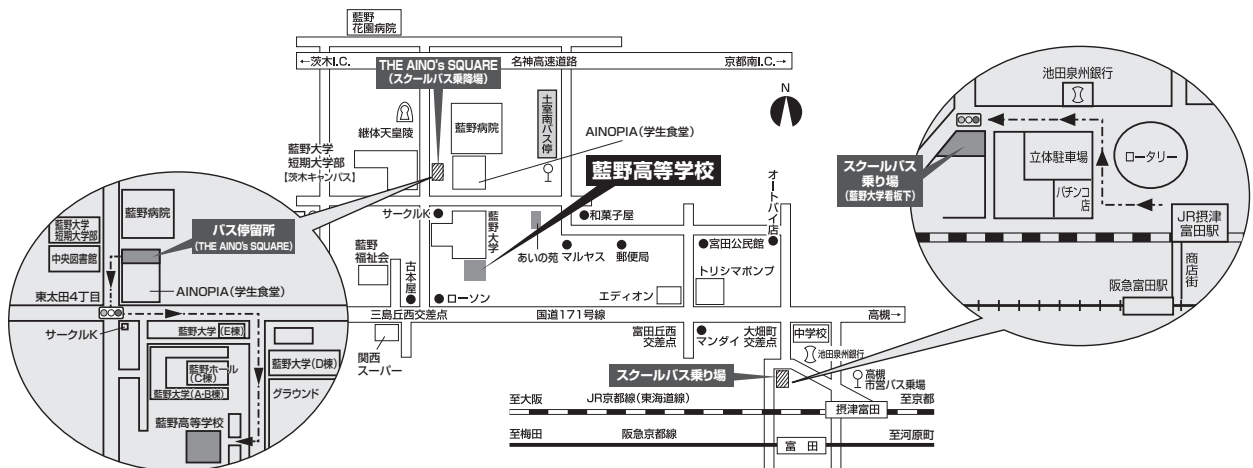 藍野
花園病院
←茨木I.C.
名神高速道路
京都南I.C.→
THE AINO's SQUARE
(スクールバス乗降場)
継体天皇陵
藍野病院
土室南バス停
AINOPIA(学生食堂)
N
藍野大学
短期大学部
【茨木キャンパス】
藍野高等学校
サークルK
藍野大学
和菓子屋
オートバイ店
藍野
福祉会
古本屋
あいの苑
マルヤス
郵便局
宮田公民館
トリシマポンプ
ローソン
エディオン
三島丘西交差点
国道171号線
高槻→
関西
スーパー
富田丘西
交差点
マンダイ
大畑町
交差点
中学校
池田泉州銀行
スクールバス乗り場
高槻
市営バス乗場
至大阪
JR京都線(東海道線)
至京都
摂津富田
至梅田
阪急京都線
至河原町
富田
藍野病院
藍野大学
短期大学部
バス停留所
(THE AINO's SQUARE)
中央図書館
AINOPIA(学生食堂)
東太田4丁目
サークルK
藍野大学
(E棟)
藍野ホール
(C棟)
藍野大学(D棟)
藍野大学(A・B棟)
グラウンド
藍野高等学校
池田泉州銀行
スクールバス
乗り場
(藍野大学看板下)
立体駐車場
ロータリー
パチンコ
店
JR摂津
富田駅
商店街
阪急富田駅